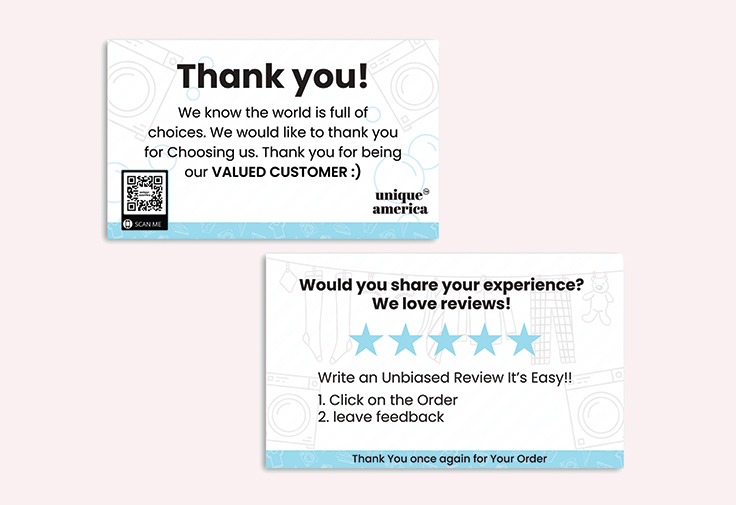 Thank you!
We know the world is full of
choices. We would like to thank you
for Choosing us. Thank you for being
our VALUED CUSTOMER :)
SCAN ME
unique
america
Would you share your experience?
We love reviews!
Write an Unbiased Review It's Easy!!
1. Click on the Order
2. leave feedback
Thank You once again for Your Order